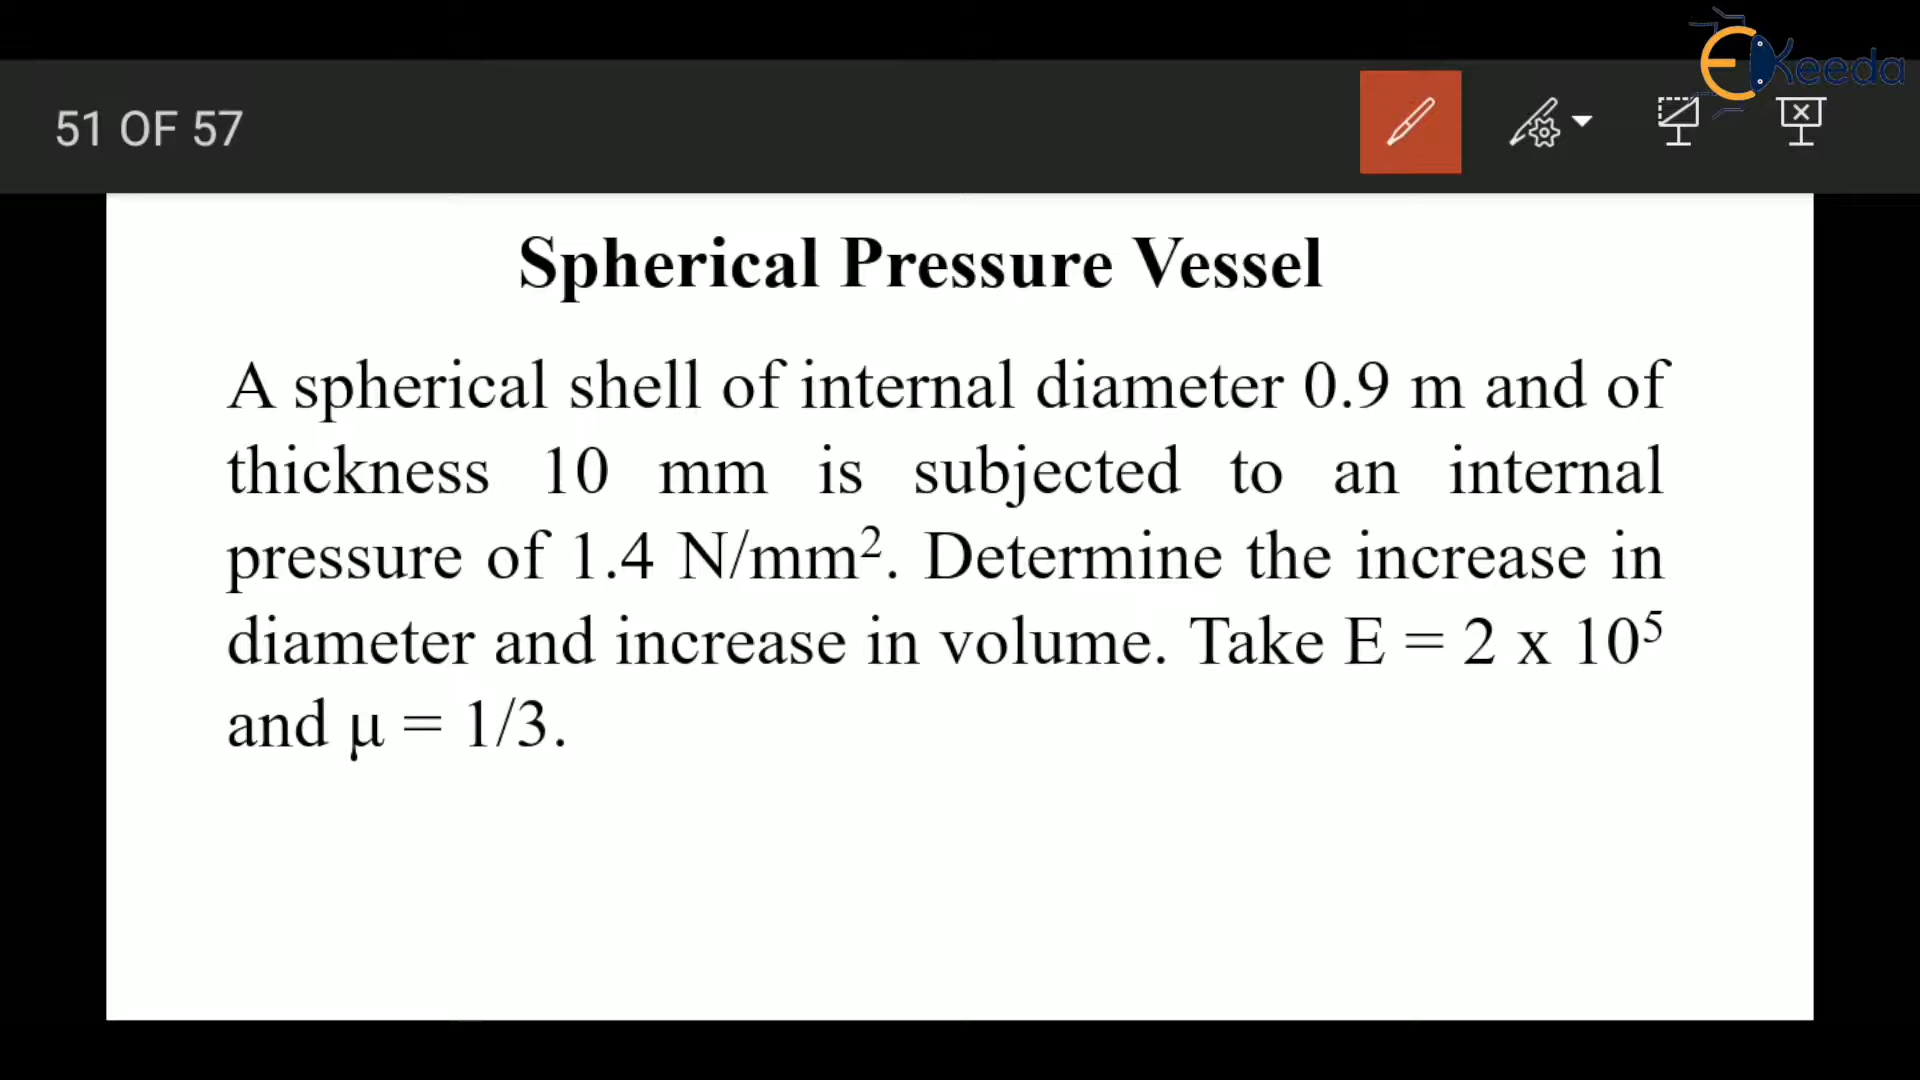 EKeeda
51 OF 57
Spherical Pressure Vessel
A spherical shell of internal diameter 0.9 m and of
thickness 10 mm is subjected to an internal
pressure of 1.4 N/mm². Determine the increase in
diameter and increase in volume. Take E = 2 x 10⁵
and μ = 1/3.